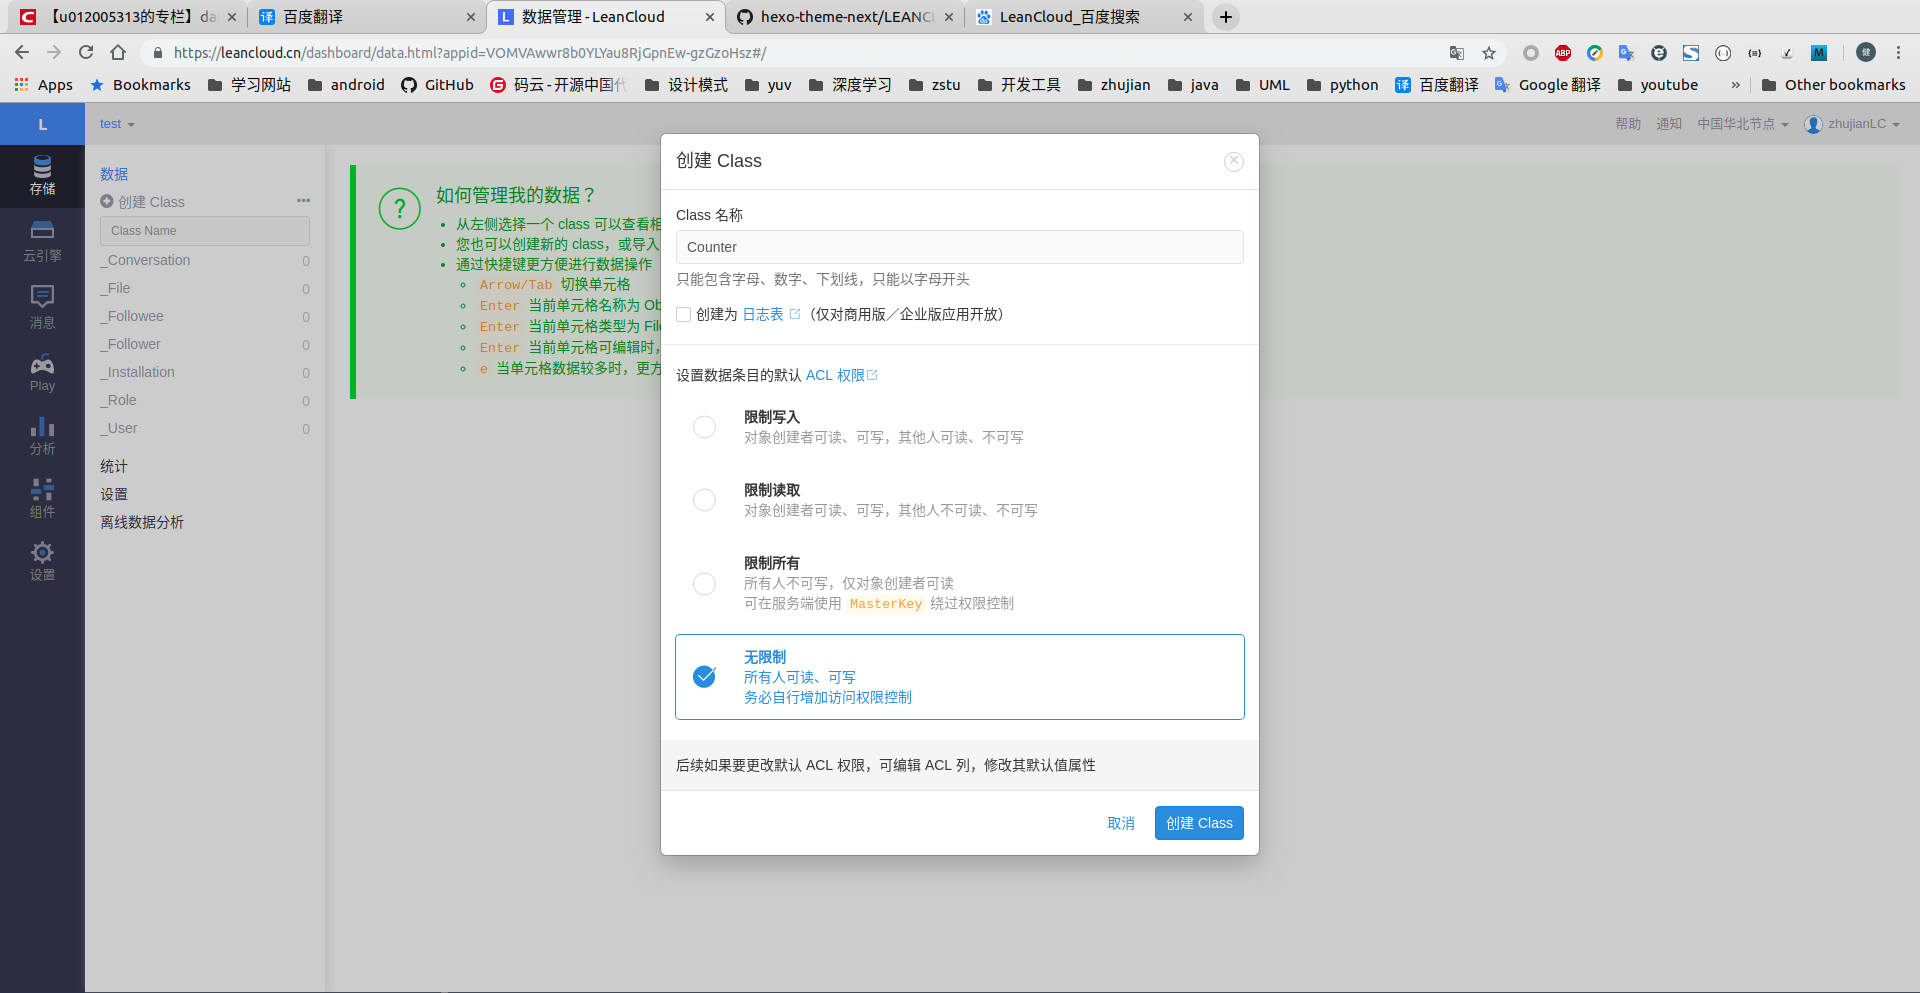 【u012005313的专栏】da
百度翻译
数据管理 - LeanCloud
hexo-theme-next/LEANCL
LeanCloud_百度搜索
https://leancloud.cn/dashboard/data.html?appid=VOMVAwwr8b0YLYau8RjGpnEw-gzGzoHsz#/
Apps
Bookmarks
学习网站
android
GitHub
码云 - 开源中国代
设计模式
yuv
深度学习
zstu
开发工具
zhujian
java
UML
python
百度翻译
Google 翻译
youtube
»
Other bookmarks
L
test
帮助
通知
中国华北节点
zhujianLC
存储
云引擎
消息
Play
分析
组件
设置
数据
创建 Class
Class Name
_Conversation 0
_File 0
_Followee 0
_Follower 0
_Installation 0
_Role 0
_User 0
统计
设置
离线数据分析
如何管理我的数据？
从左侧选择一个 class 可以查看相
您也可以创建新的 class，或导入
通过快捷键更方便进行数据操作
Arrow/Tab 切换单元格
Enter 当前单元格名称为 Ob
Enter 当前单元格类型为 File
Enter 当前单元格可编辑时，
e 当单元格数据较多时，更方
创建 Class
Class 名称
Counter
只能包含字母、数字、下划线，只能以字母开头
创建为 日志表 （仅对商用版／企业版应用开放）
设置数据条目的默认 ACL 权限
限制写入
对象创建者可读、可写，其他人可读、不可写
限制读取
对象创建者可读、可写，其他人不可读、不可写
限制所有
所有人不可写，仅对象创建者可读
可在服务端使用 MasterKey 绕过权限控制
无限制
所有人可读、可写
务必自行增加访问权限控制
后续如果要更改默认 ACL 权限，可编辑 ACL 列，修改其默认值属性
取消
创建 Class